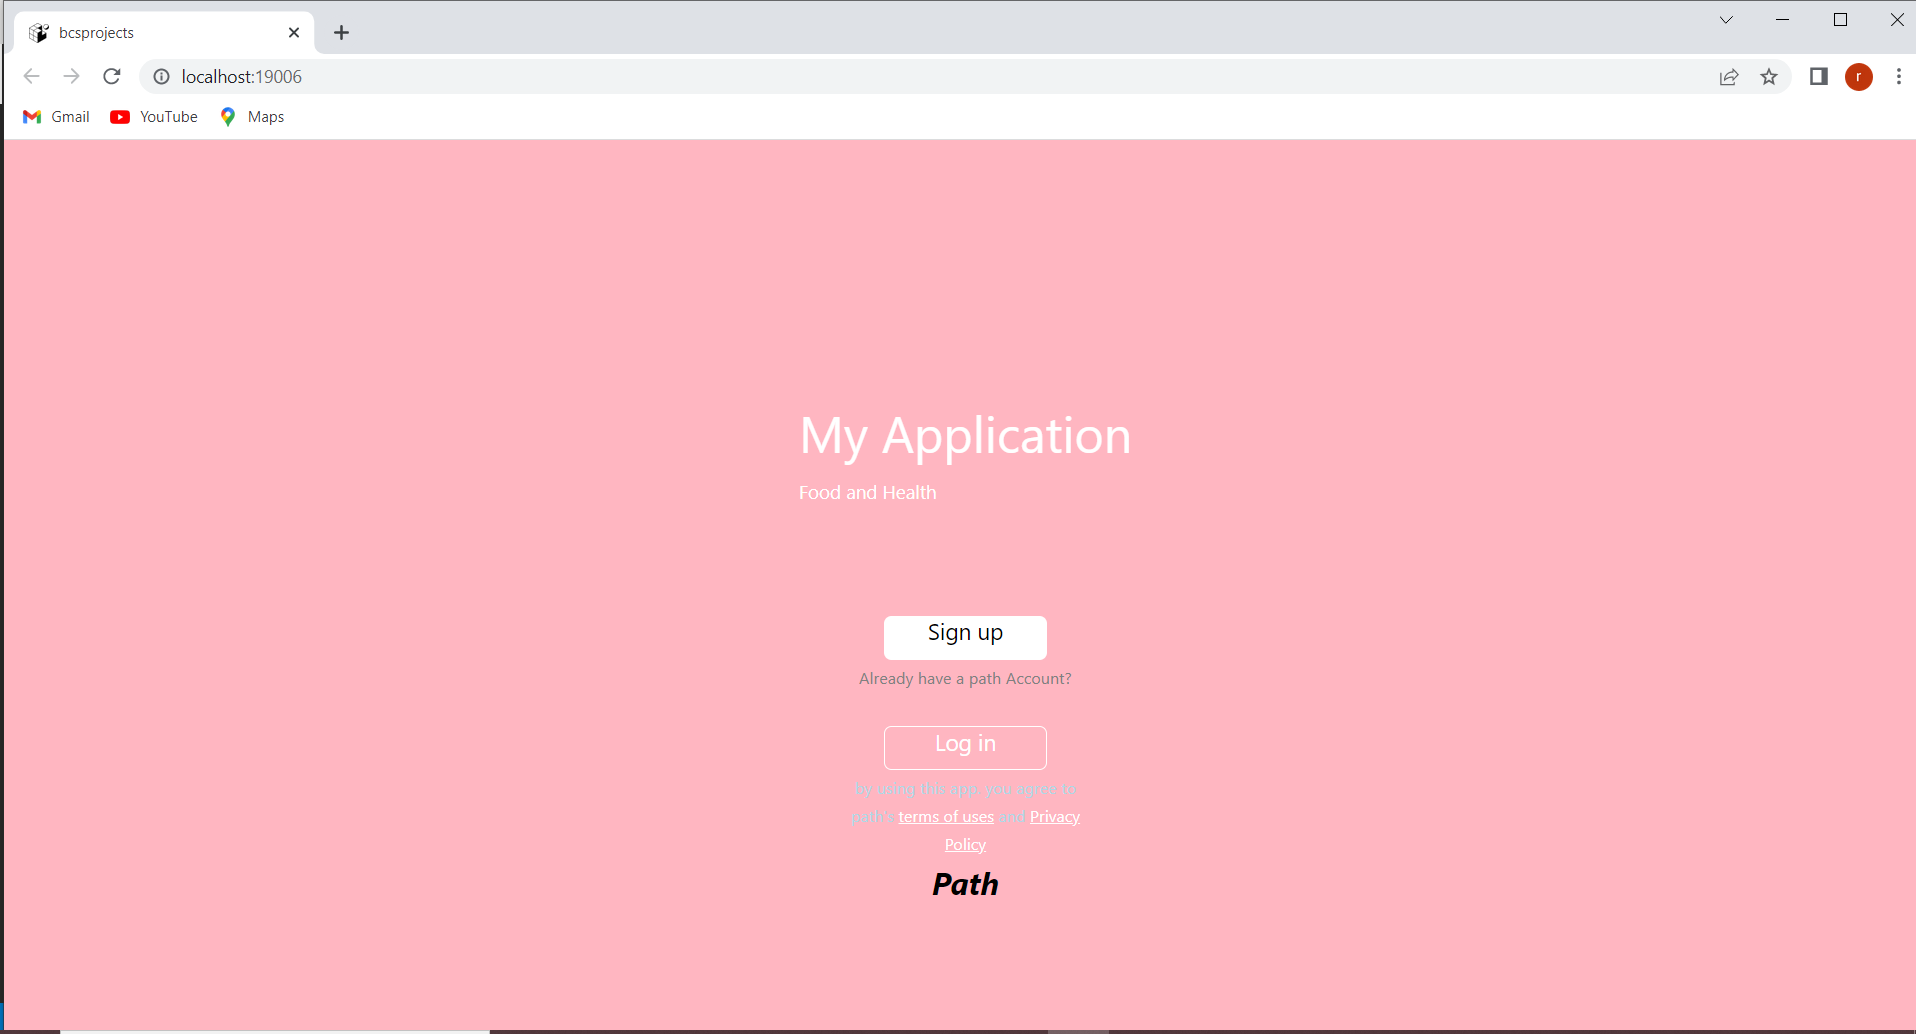 bcsprojects
localhost:19006
r
Gmail YouTube Maps
My Application
Food and Health
Sign up
Already have a path Account?
Log in
by using this app, you agree to
path's terms of uses and Privacy
Policy
Path